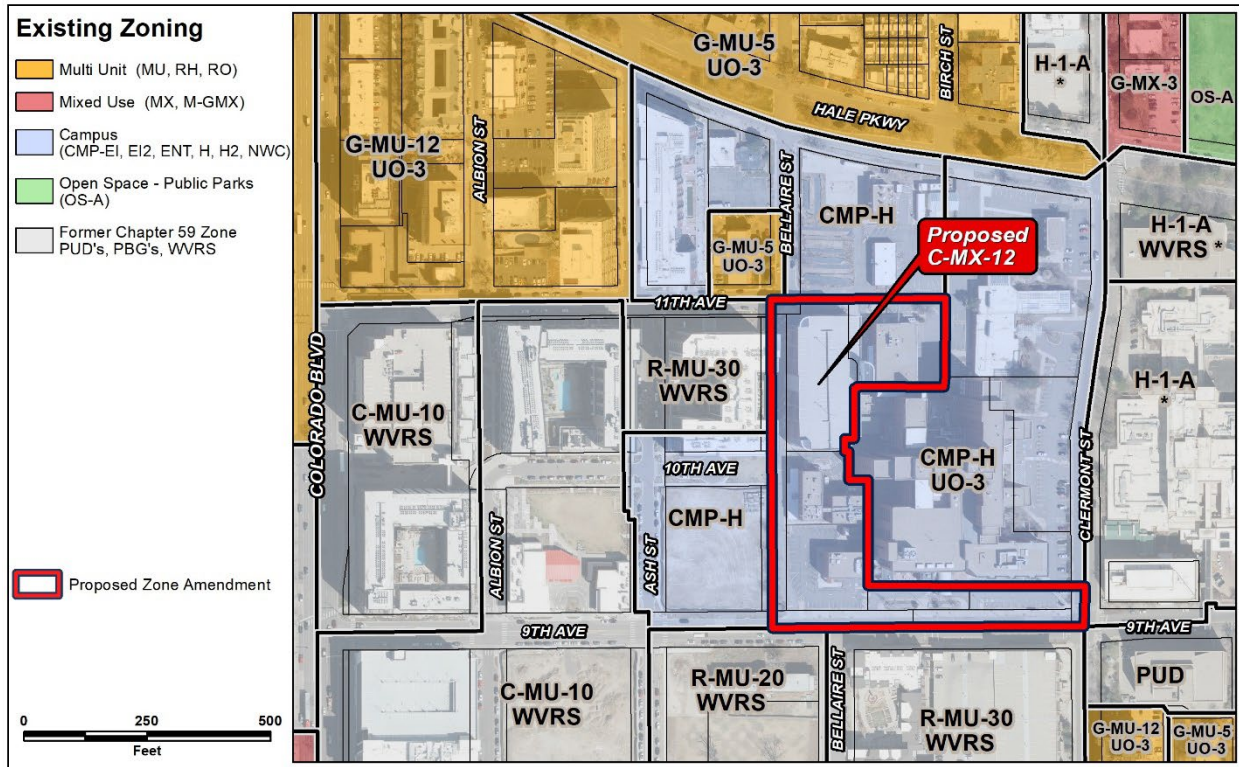 Existing Zoning
Multi Unit (MU, RH, RO)
Mixed Use (MX, M-GMX)
Campus
(CMP-EI, EI2, ENT, H, H2, NWC)
Open Space - Public Parks
(OS-A)
Former Chapter 59 Zone
PUD's, PBG's, WVRS
Proposed Zone Amendment
0 250 500
Feet
G-MU-5
UO-3
BIRCH ST
H-1-A
*
G-MX-3
OS-A
HALE PKWY
G-MU-12
UO-3
ALBION ST
BELLAIRE ST
CMP-H
H-1-A
WVRS *
G-MU-5
UO-3
Proposed
C-MX-12
11TH AVE
COLORADO BLVD
C-MU-10
WVRS
R-MU-30
WVRS
H-1-A
*
10TH AVE
CMP-H
UO-3
CLERMONT ST
CMP-H
ALBION ST
ASH ST
9TH AVE
9TH AVE
C-MU-10
WVRS
R-MU-20
WVRS
BELLAIRE ST
R-MU-30
WVRS
PUD
G-MU-12
UO-3
G-MU-5
UO-3